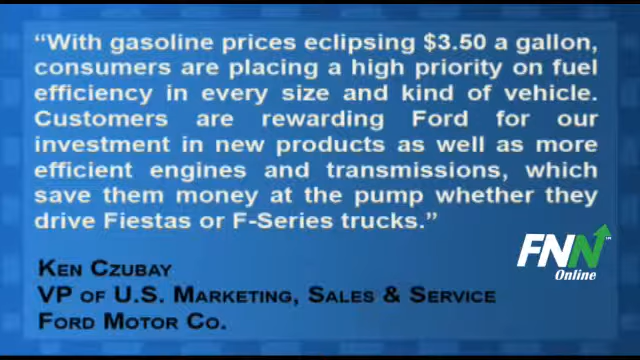 “With gasoline prices eclipsing $3.50 a gallon,
consumers are placing a high priority on fuel
efficiency in every size and kind of vehicle.
Customers are rewarding Ford for our
investment in new products as well as more
efficient engines and transmissions, which
save them money at the pump whether they
drive Fiestas or F-Series trucks.”
FNN
Online
Ken Czubay
VP of U.S. Marketing, Sales & Service
Ford Motor Co.